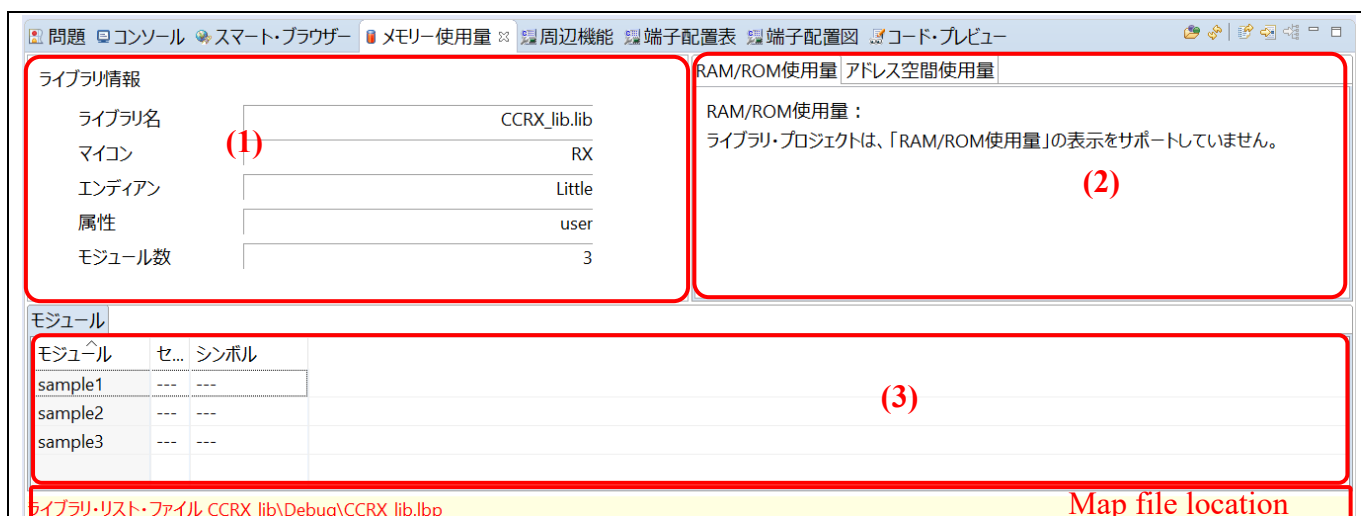 問題 コンソール スマート・ブラウザー メモリー使用量 周辺機能 端子配置表 端子配置図 コード・プレビュー
ライブラリ情報
ライブラリ名 CCRX_lib.lib
マイコン RX
エンディアン Little
属性 user
モジュール数 3
(1)
RAM/ROM使用量 アドレス空間使用量
RAM/ROM使用量：
ライブラリ・プロジェクトは、「RAM/ROM使用量」の表示をサポートしていません。
(2)
モジュール
モジュール セ... シンボル
sample1 --- ---
sample2 --- ---
sample3 --- ---
(3)
ライブラリ・リスト・ファイル CCRX_lib\Debug\CCRX_lib.lbp
Map file location